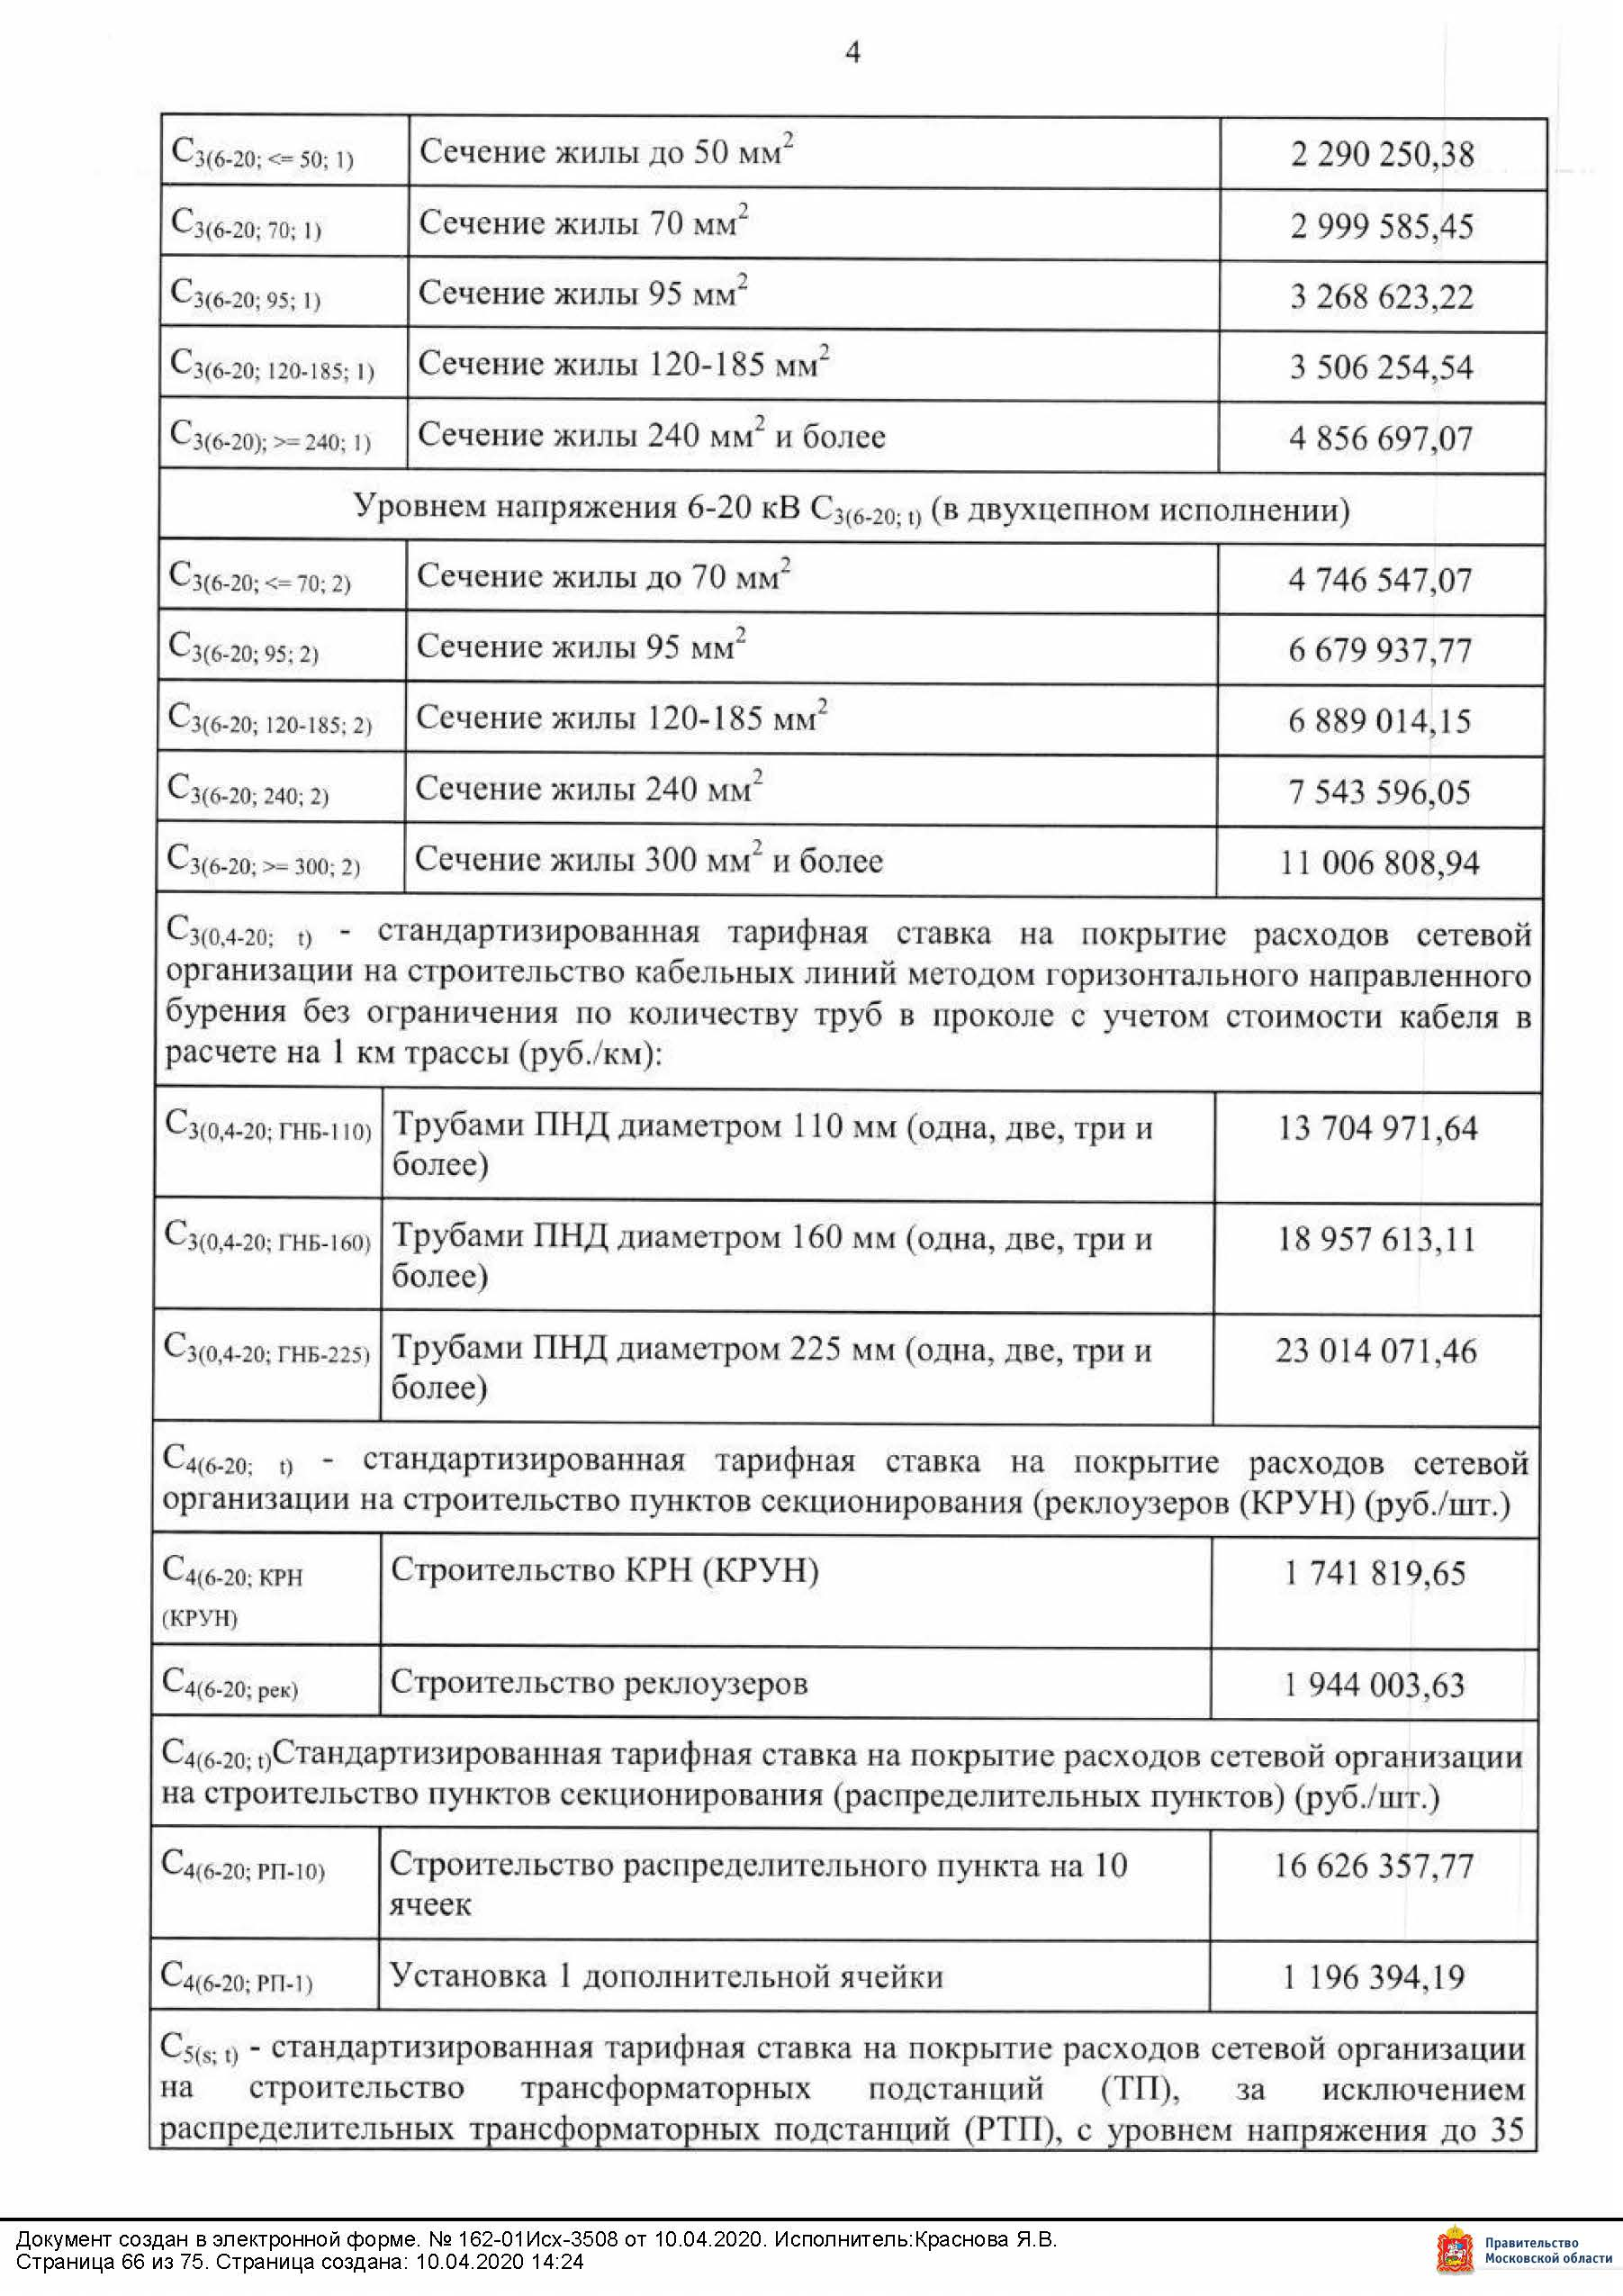 4
С3(6-20; <= 50; 1) Сечение жилы до 50 мм² 2 290 250,38
С3(6-20; 70; 1) Сечение жилы 70 мм² 2 999 585,45
С3(6-20; 95; 1) Сечение жилы 95 мм² 3 268 623,22
С3(6-20; 120-185; 1) Сечение жилы 120-185 мм² 3 506 254,54
С3(6-20); >= 240; 1) Сечение жилы 240 мм² и более 4 856 697,07
Уровнем напряжения 6-20 кВ С3(6-20; t) (в двухцепном исполнении)
С3(6-20; <= 70; 2) Сечение жилы до 70 мм² 4 746 547,07
С3(6-20; 95; 2) Сечение жилы 95 мм² 6 679 937,77
С3(6-20; 120-185; 2) Сечение жилы 120-185 мм² 6 889 014,15
С3(6-20; 240; 2) Сечение жилы 240 мм² 7 543 596,05
С3(6-20; >= 300; 2) Сечение жилы 300 мм² и более 11 006 808,94
С3(0,4-20; t) - стандартизированная тарифная ставка на покрытие расходов сетевой
организации на строительство кабельных линий методом горизонтального направленного
бурения без ограничения по количеству труб в проколе с учетом стоимости кабеля в
расчете на 1 км трассы (руб./км):
С3(0,4-20; ГНБ-110) Трубами ПНД диаметром 110 мм (одна, две, три и 13 704 971,64
более)
С3(0,4-20; ГНБ-160) Трубами ПНД диаметром 160 мм (одна, две, три и 18 957 613,11
более)
С3(0,4-20; ГНБ-225) Трубами ПНД диаметром 225 мм (одна, две, три и 23 014 071,46
более)
С4(6-20; t) - стандартизированная тарифная ставка на покрытие расходов сетевой
организации на строительство пунктов секционирования (реклоузеров (КРУН) (руб./шт.)
С4(6-20; КРН Строительство КРН (КРУН) 1 741 819,65
(КРУН)
С4(6-20; рек) Строительство реклоузеров 1 944 003,63
С4(6-20; t)Стандартизированная тарифная ставка на покрытие расходов сетевой организации
на строительство пунктов секционирования (распределительных пунктов) (руб./шт.)
С4(6-20; РП-10) Строительство распределительного пункта на 10 16 626 357,77
ячеек
С4(6-20; РП-1) Установка 1 дополнительной ячейки 1 196 394,19
С5(s; t) - стандартизированная тарифная ставка на покрытие расходов сетевой организации
на строительство трансформаторных подстанций (ТП), за исключением
распределительных трансформаторных подстанций (РТП), с уровнем напряжения до 35
Документ создан в электронной форме. № 162-01Исх-3508 от 10.04.2020. Исполнитель:Краснова Я.В.
Страница 66 из 75. Страница создана: 10.04.2020 14:24
Правительство
Московской области